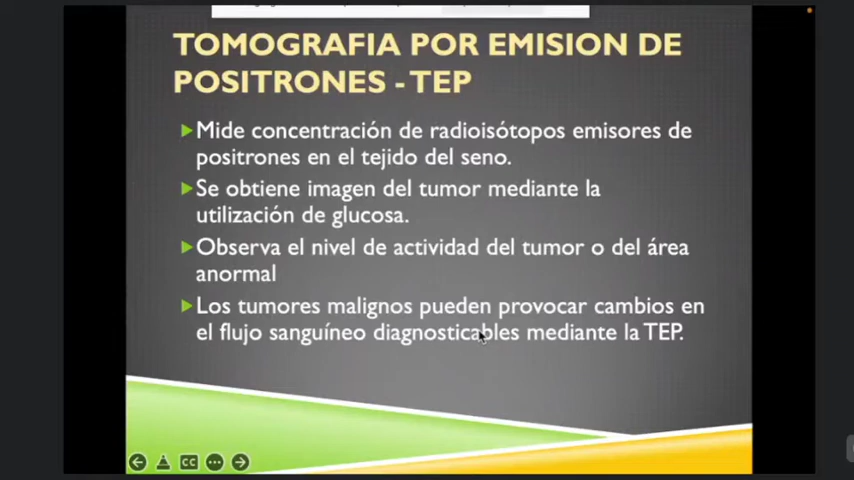 TOMOGRAFIA POR EMISION DE
POSITRONES - TEP
Mide concentración de radioisótopos emisores de
positrones en el tejido del seno.
Se obtiene imagen del tumor mediante la
utilización de glucosa.
Observa el nivel de actividad del tumor o del área
anormal
Los tumores malignos pueden provocar cambios en
el flujo sanguíneo diagnosticables mediante la TEP.
CC